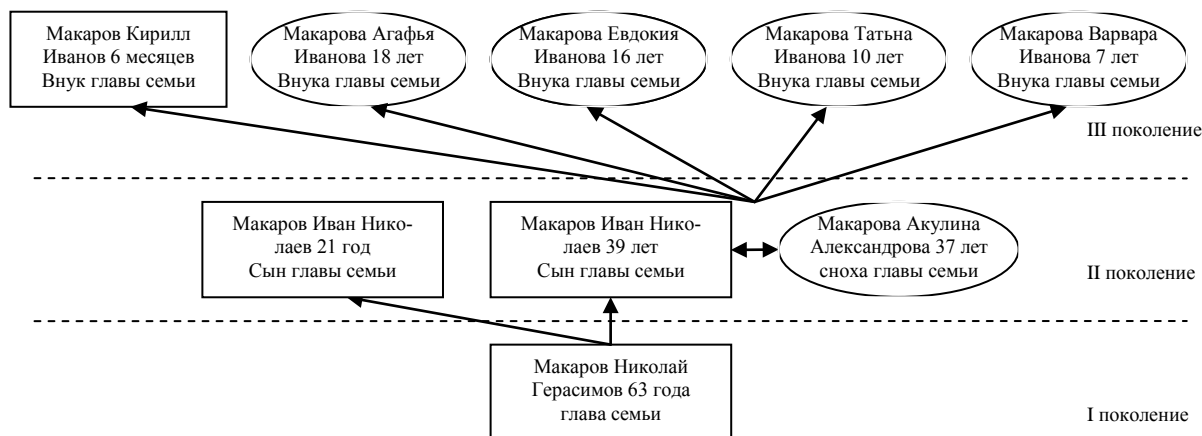 Макаров Кирилл
Иванов 6 месяцев
Внук главы семьи
Макарова Агафья
Иванова 18 лет
Внука главы семьи
Макарова Евдокия
Иванова 16 лет
Внука главы семьи
Макарова Татьна
Иванова 10 лет
Внука главы семьи
Макарова Варвара
Иванова 7 лет
Внука главы семьи
III поколение
Макаров Иван Нико-
лаев 21 год
Сын главы семьи
Макаров Иван Нико-
лаев 39 лет
Сын главы семьи
Макарова Акулина
Александрова 37 лет
сноха главы семьи
II поколение
Макаров Николай
Герасимов 63 года
глава семьи
I поколение